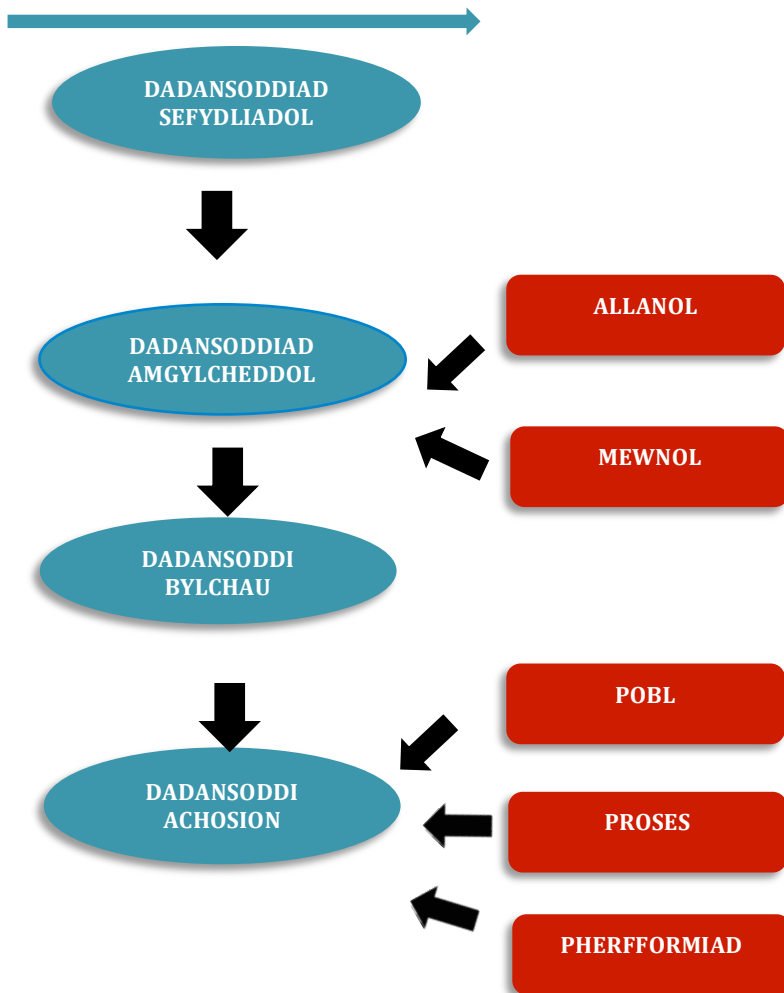 DADANSODDIAD
SEFYDLIADOL
ALLANOL
DADANSODDIAD
AMGYLCHEDDOL
MEWNOL
DADANSODDI
BYLCHAU
POBL
DADANSODDI
ACHOSION
PROSES
PHERFFORMIAD